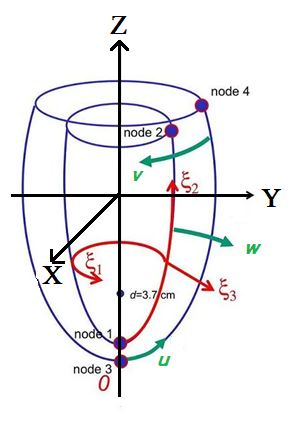 Z
node 4
node 2
v
ξ2
Y
w
X
ξ1
d=3.7 cm
ξ3
node 1
u
node 3
0